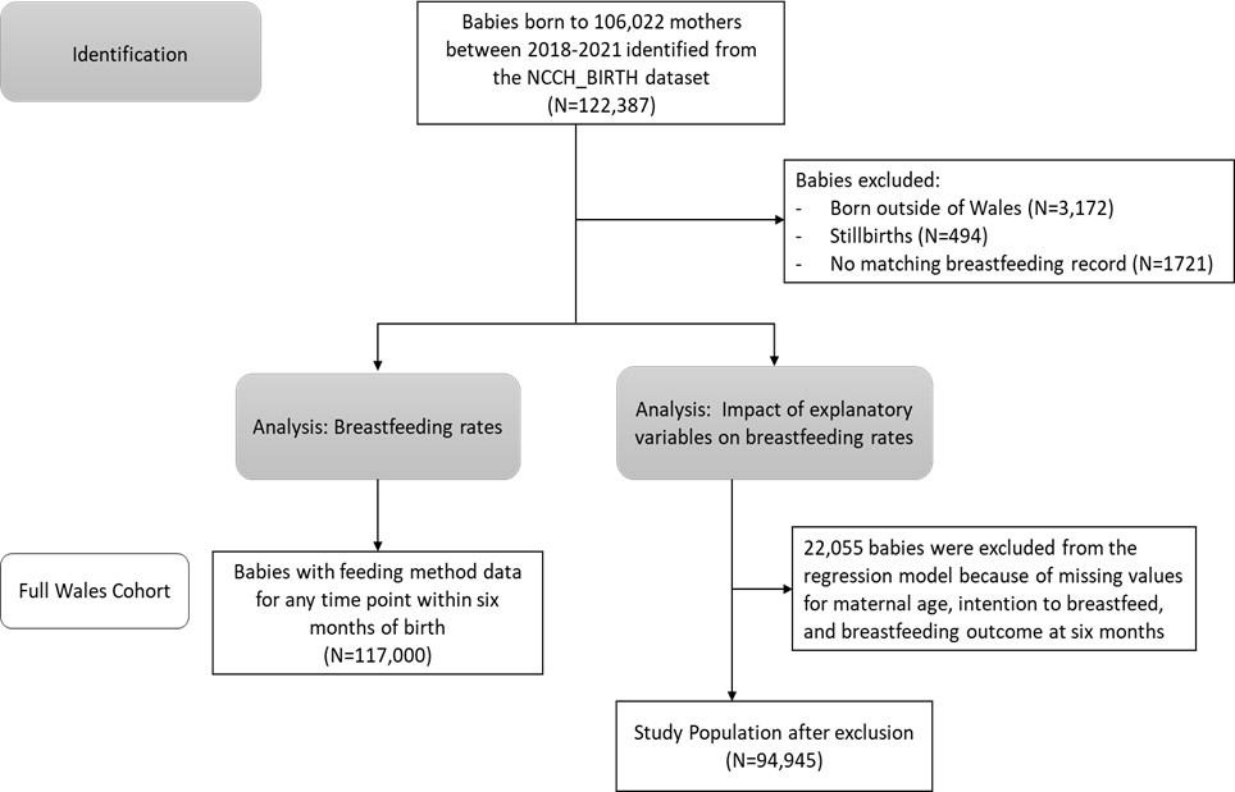 Identification
Babies born to 106,022 mothers
between 2018-2021 identified from
the NCCH_BIRTH dataset
(N=122,387)
Babies excluded:
- Born outside of Wales (N=3,172)
- Stillbirths (N=494)
- No matching breastfeeding record (N=1721)
Analysis: Breastfeeding rates
Analysis: Impact of explanatory
variables on breastfeeding rates
Full Wales Cohort
Babies with feeding method data
for any time point within six
months of birth
(N=117,000)
22,055 babies were excluded from the
regression model because of missing values
for maternal age, intention to breastfeed,
and breastfeeding outcome at six months
Study Population after exclusion
(N=94,945)